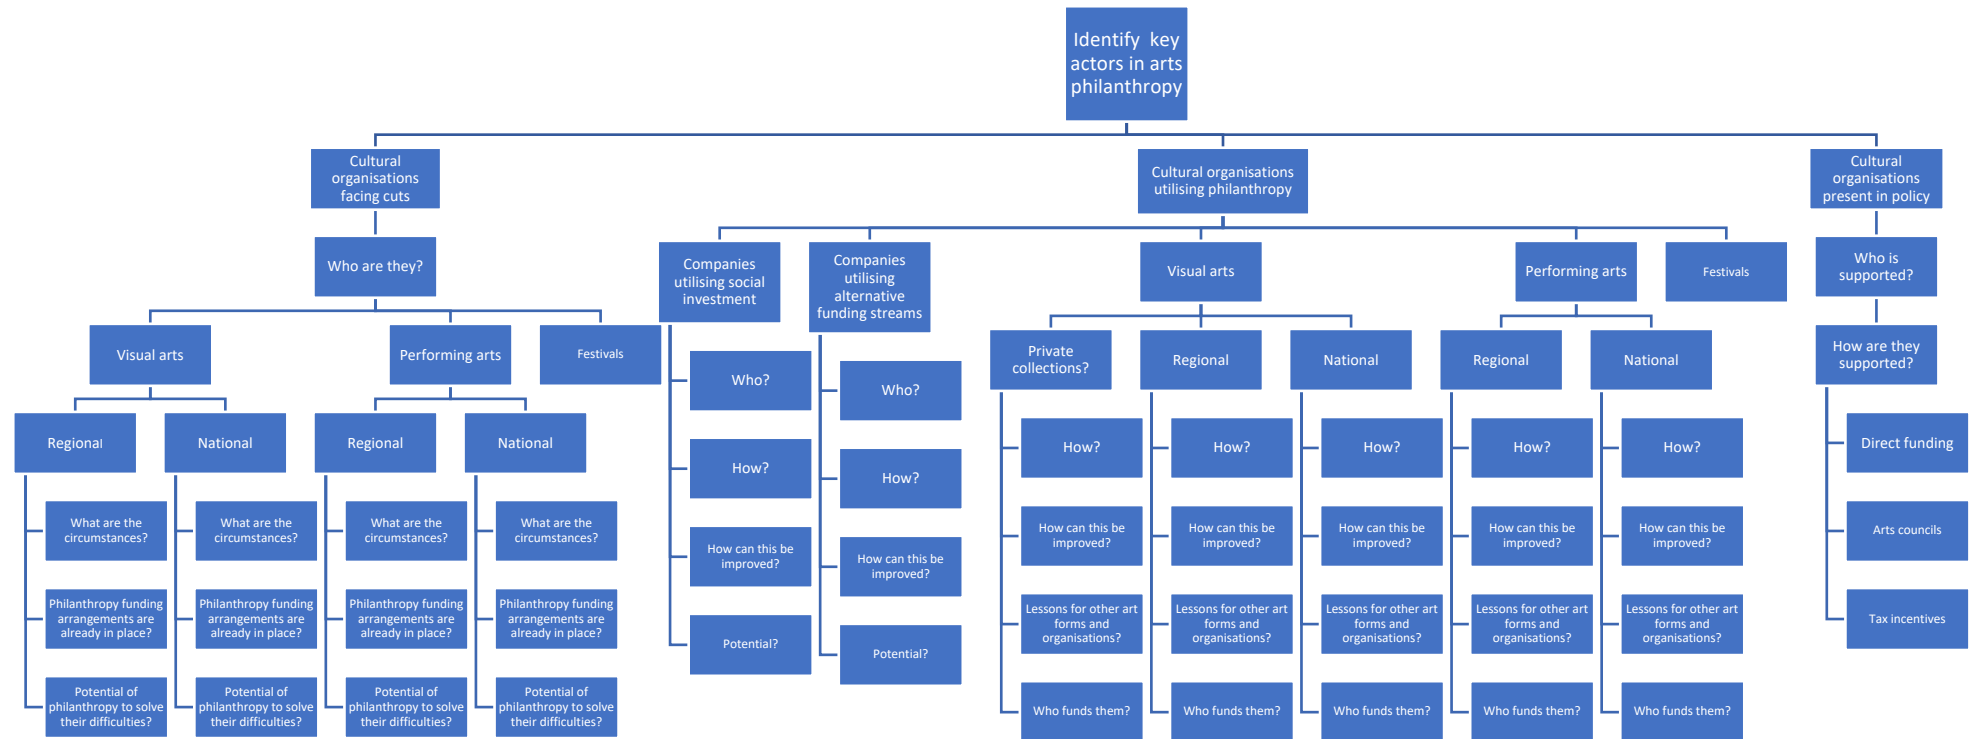 Identify key
actors in arts
philanthropy
Cultural
organisations
facing cuts
Cultural organisations
utilising philanthropy
Cultural
organisations
present in policy
Who are they?
Companies
utilising social
investment
Companies
utilising
alternative
funding streams
Visual arts
Performing arts
Festivals
Who is
supported?
Visual arts
Performing arts
Festivals
Private
collections?
Regional
National
Regional
National
How are they
supported?
Regional
National
Regional
National
What are the
circumstances?
Philanthropy funding
arrangements are
already in place?
Potential of
philanthropy to solve
their difficulties?
What are the
circumstances?
Philanthropy funding
arrangements are
already in place?
Potential of
philanthropy to solve
their difficulties?
What are the
circumstances?
Philanthropy funding
arrangements are
already in place?
Potential of
philanthropy to solve
their difficulties?
What are the
circumstances?
Philanthropy funding
arrangements are
already in place?
Potential of
philanthropy to solve
their difficulties?
Who?
How?
How can this be
improved?
Potential?
Who?
How?
How can this be
improved?
Potential?
How?
How can this be
improved?
Lessons for other art
forms and
organisations?
Who funds them?
How?
How can this be
improved?
Lessons for other art
forms and
organisations?
Who funds them?
How?
How can this be
improved?
Lessons for other art
forms and
organisations?
Who funds them?
How?
How can this be
improved?
Lessons for other art
forms and
organisations?
Who funds them?
How?
How can this be
improved?
Lessons for other art
forms and
organisations?
Who funds them?
Direct funding
Arts councils
Tax incentives